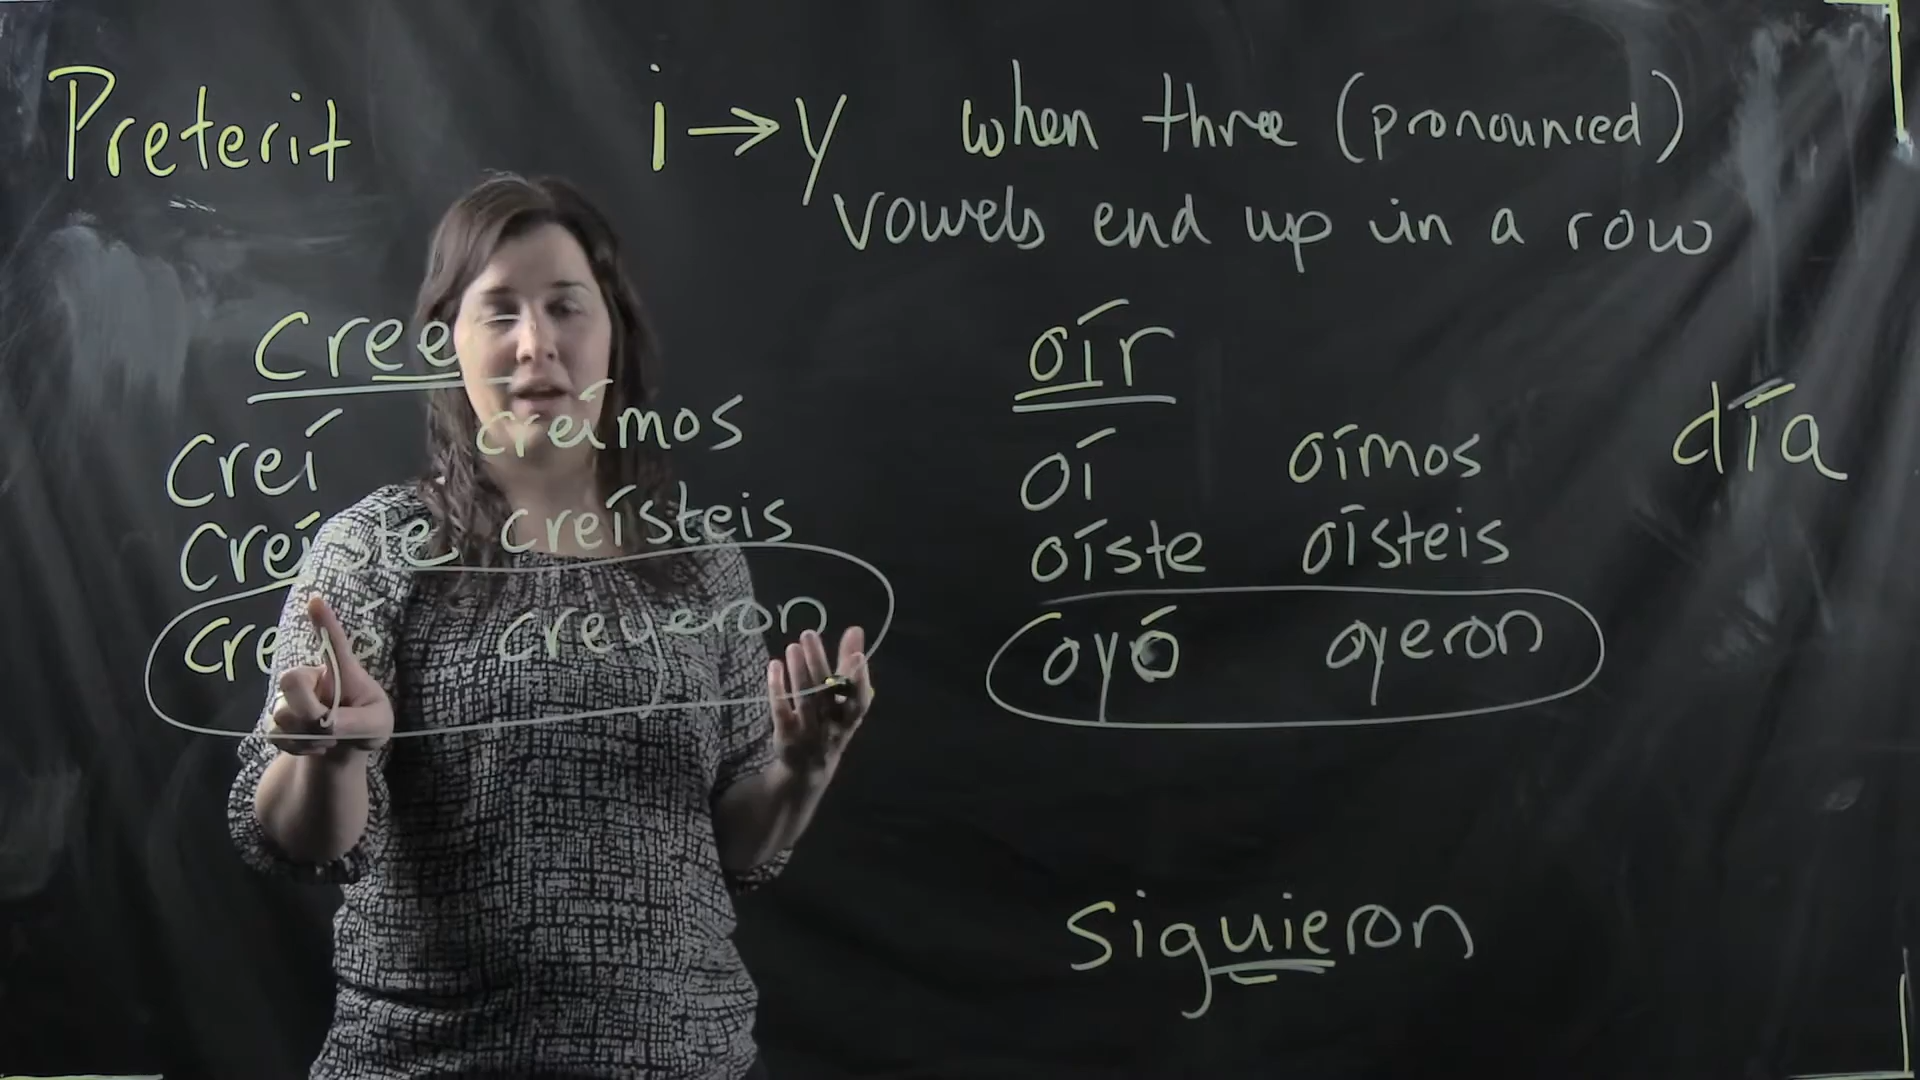 Preterit
i → y when three (pronounced)
vowels end up in a row
creer
creí creímos
creíste creísteis
creyó creyeron
oír
oí oímos
oíste oísteis
oyó oyeron
día
siguieron